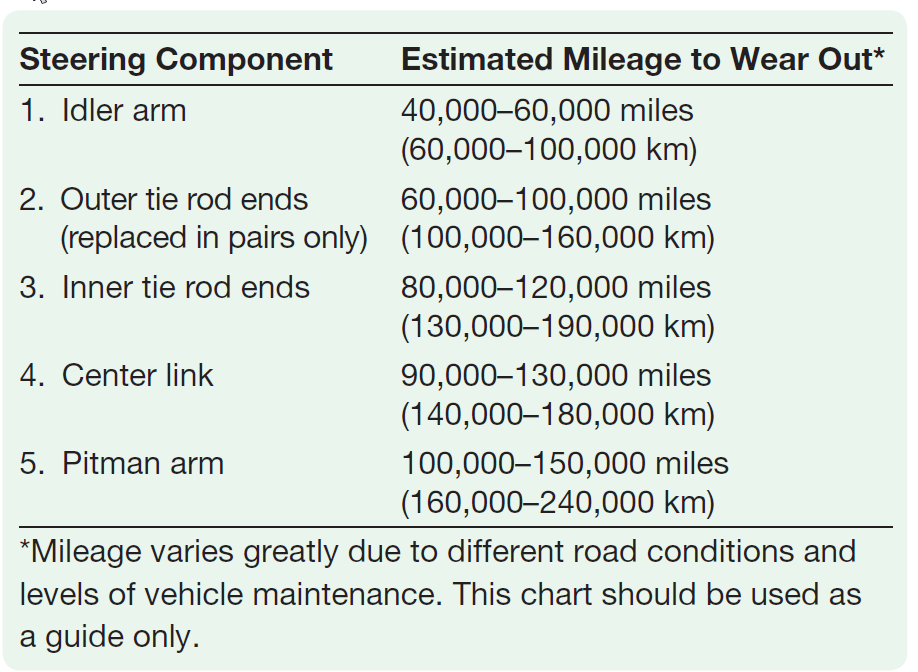 Steering Component Estimated Mileage to Wear Out*
1. Idler arm 40,000–60,000 miles
(60,000–100,000 km)
2. Outer tie rod ends 60,000–100,000 miles
(replaced in pairs only) (100,000–160,000 km)
3. Inner tie rod ends 80,000–120,000 miles
(130,000–190,000 km)
4. Center link 90,000–130,000 miles
(140,000–180,000 km)
5. Pitman arm 100,000–150,000 miles
(160,000–240,000 km)
*Mileage varies greatly due to different road conditions and
levels of vehicle maintenance. This chart should be used as
a guide only.